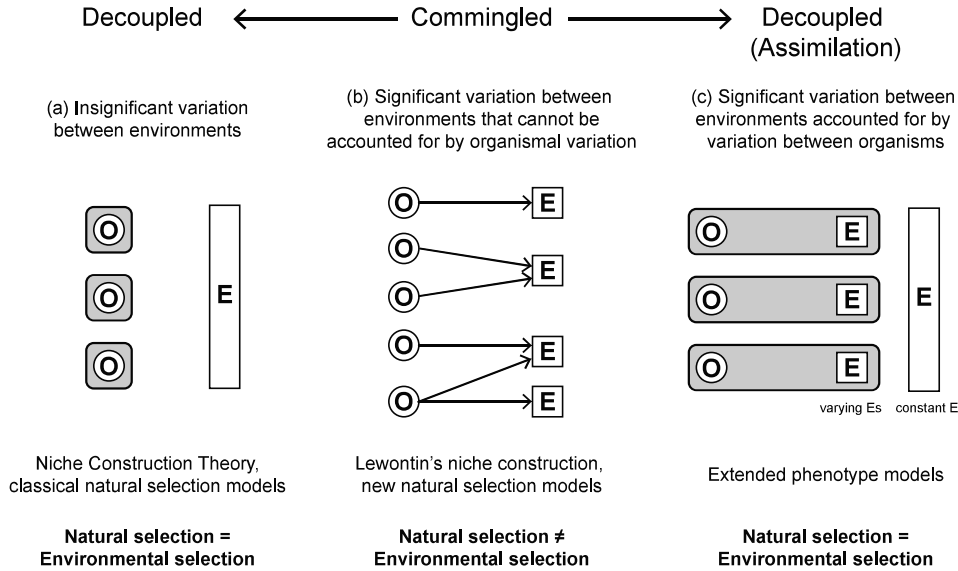 Decoupled
Commingled
Decoupled
(Assimilation)
(a) Insignificant variation
between environments
(b) Significant variation between
environments that cannot be
accounted for by organismal variation
(c) Significant variation between
environments accounted for by
variation between organisms
O
O
O
E
O
O
O
O
O
E
E
E
E
O
E
O
E
O
E
E
varying Es
constant E
Niche Construction Theory,
classical natural selection models
Lewontin's niche construction,
new natural selection models
Extended phenotype models
Natural selection =
Environmental selection
Natural selection ≠
Environmental selection
Natural selection =
Environmental selection